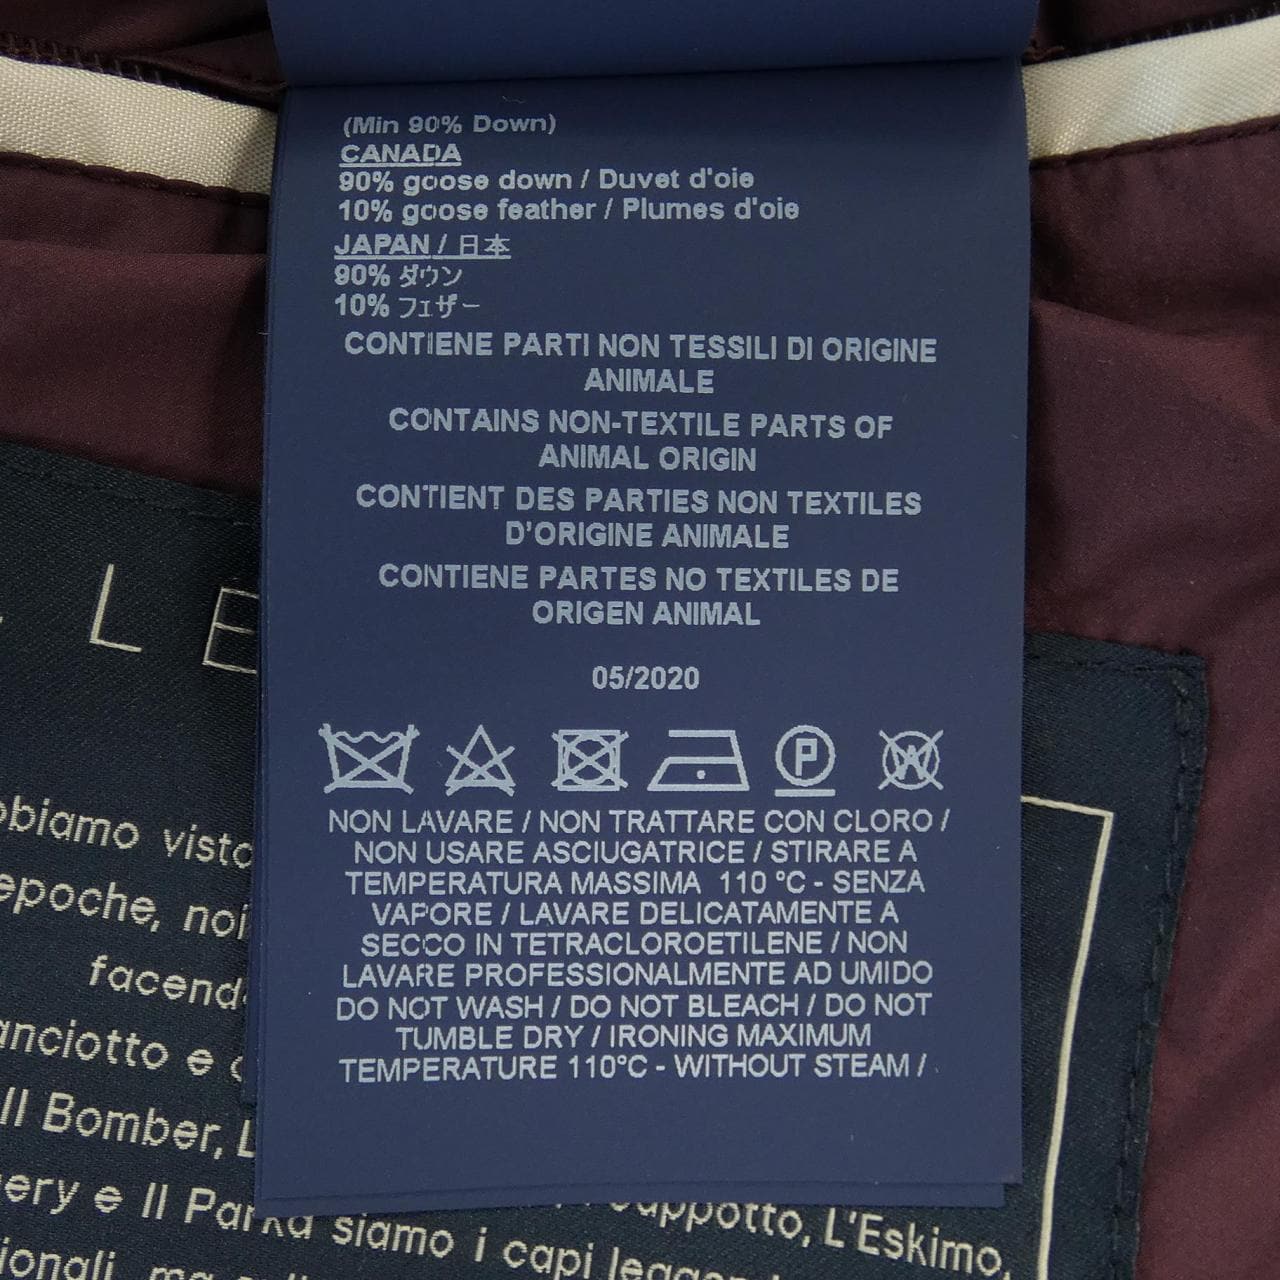 (Min 90% Down)
CANADA
90% goose down / Duvet d'oie
10% goose feather / Plumes d'oie
JAPAN / 日本
90% ダウン
10% フェザー
CONTIENE PARTI NON TESSILI DI ORIGINE
ANIMALE
CONTAINS NON-TEXTILE PARTS OF
ANIMAL ORIGIN
CONTIENT DES PARTIES NON TEXTILES
D'ORIGINE ANIMALE
CONTIENE PARTES NO TEXTILES DE
ORIGEN ANIMAL
05/2020
P W
NON LAVARE / NON TRATTARE CON CLORO /
NON USARE ASCIUGATRICE / STIRARE A
TEMPERATURA MASSIMA 110 °C - SENZA
VAPORE / LAVARE DELICATAMENTE A
SECCO IN TETRACLOROETILENE / NON
LAVARE PROFESSIONALMENTE AD UMIDO
DO NOT WASH / DO NOT BLEACH / DO NOT
TUMBLE DRY / IRONING MAXIMUM
TEMPERATURE 110°C - WITHOUT STEAM /
L E
visto
epoche, noi
facend
anciotto e
Il Bomber, L
e Il Parka siamo i capi
L'Eskimo,